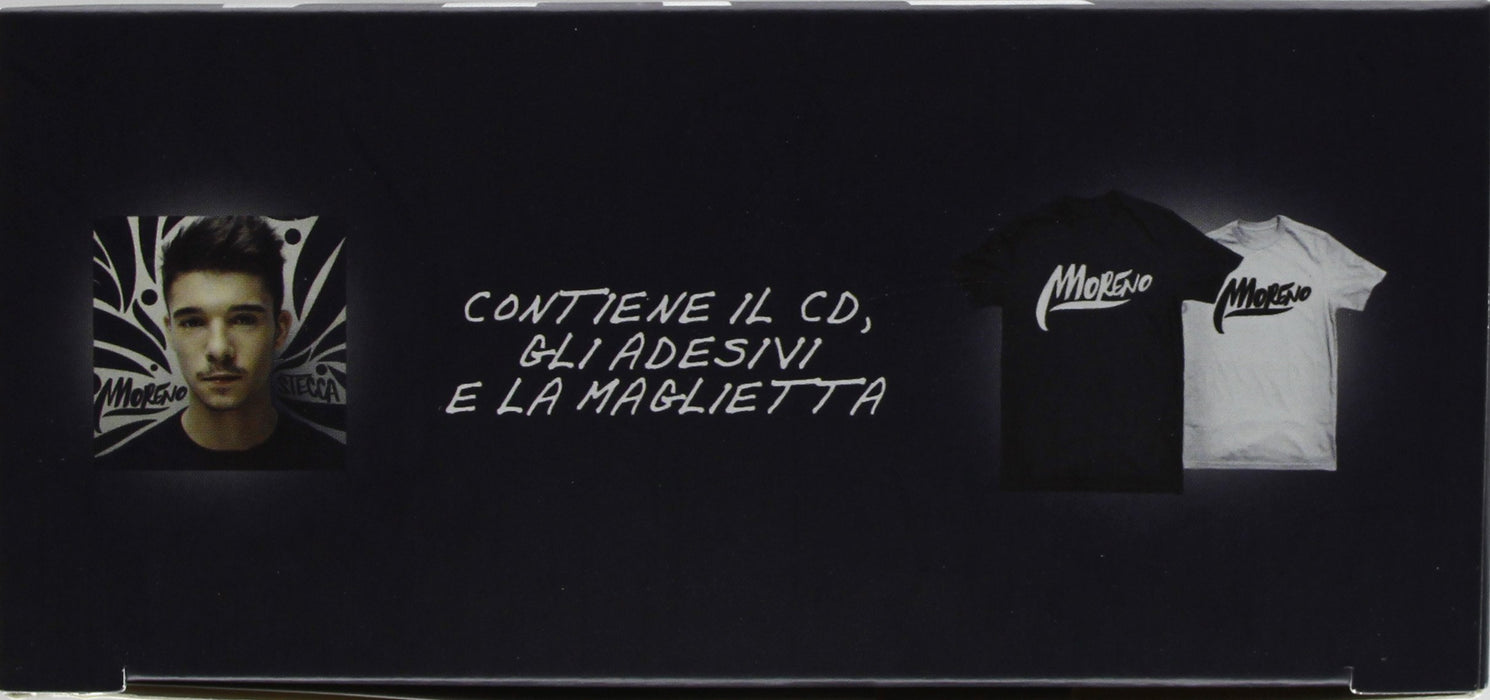 MORENO
STECCA
CONTIENE IL CD,
GLI ADESIVI
E LA MAGLIETTA
MORENO
MORENO